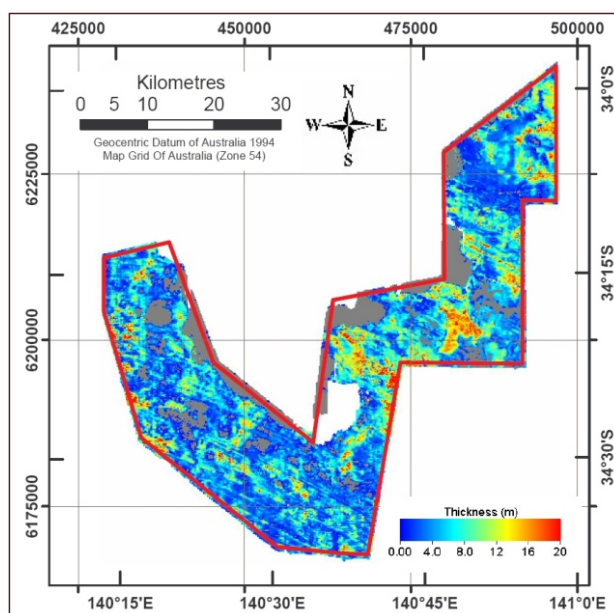 425000 450000 475000 500000
Kilometres
0 5 10 20 30
Geocentric Datum of Australia 1994
Map Grid Of Australia (Zone 54)
N
W E
S
34°0'S
6225000
34°15'S
6200000
34°30'S
6175000
Thickness (m)
0.00 4.0 8.0 12.0 16.0 20
140°15'E 140°30'E 140°45'E 141°0'E